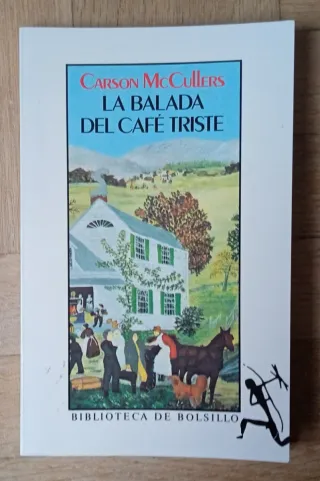 CARSON MCCULLERS
LA BALADA
DEL CAFÉ TRISTE
BIBLIOTECA DE BOLSILLO